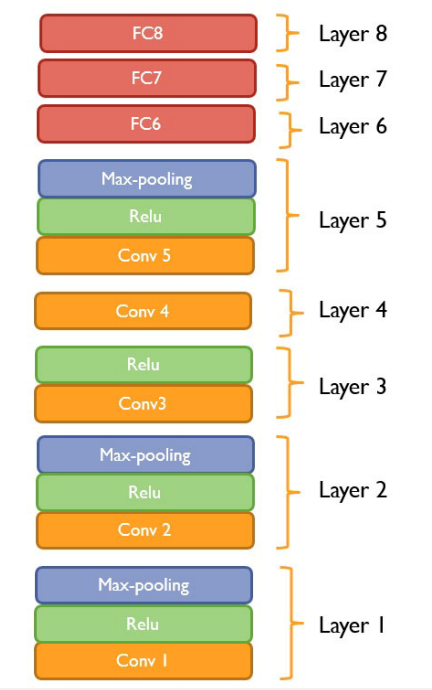 FC8 Layer 8
FC7 Layer 7
FC6 Layer 6
Max-pooling
Relu Layer 5
Conv 5
Conv 4 Layer 4
Relu
Conv3 Layer 3
Max-pooling
Relu Layer 2
Conv 2
Max-pooling
Relu Layer 1
Conv 1